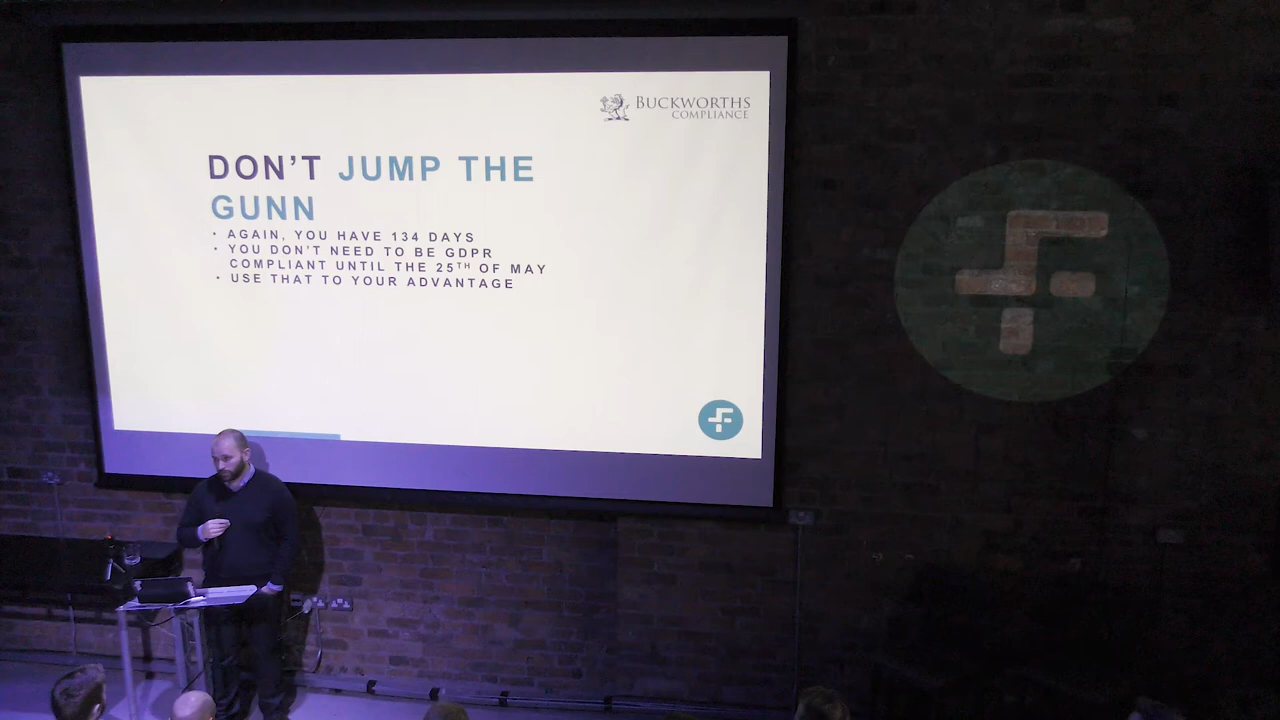 BUCKWORTHS
COMPLIANCE
DON'T JUMP THE
GUNN
• AGAIN, YOU HAVE 134 DAYS
• YOU DON'T NEED TO BE GDPR
COMPLIANT UNTIL THE 25TH OF MAY
• USE THAT TO YOUR ADVANTAGE